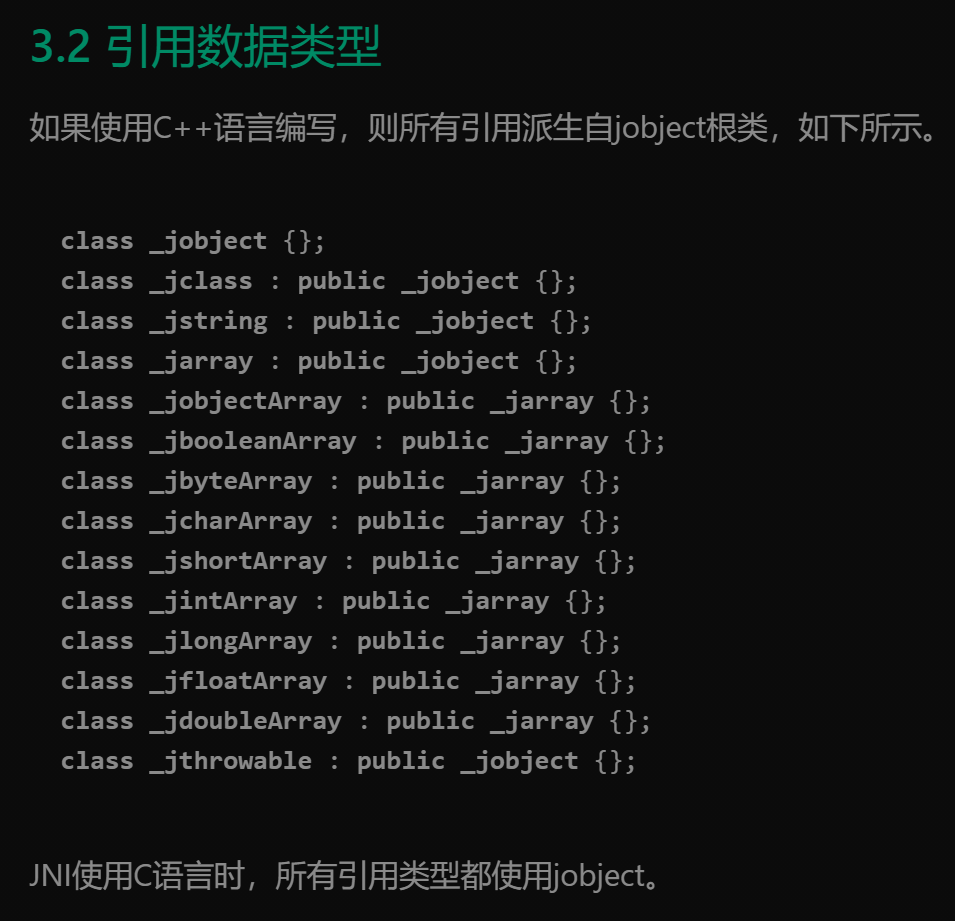 3.2 引用数据类型
如果使用C++语言编写，则所有引用派生自jobject根类，如下所示。
class _jobject {};
class _jclass : public _jobject {};
class _jstring : public _jobject {};
class _jarray : public _jobject {};
class _jobjectArray : public _jarray {};
class _jbooleanArray : public _jarray {};
class _jbyteArray : public _jarray {};
class _jcharArray : public _jarray {};
class _jshortArray : public _jarray {};
class _jintArray : public _jarray {};
class _jlongArray : public _jarray {};
class _jfloatArray : public _jarray {};
class _jdoubleArray : public _jarray {};
class _jthrowable : public _jobject {};
JNI使用C语言时，所有引用类型都使用jobject。